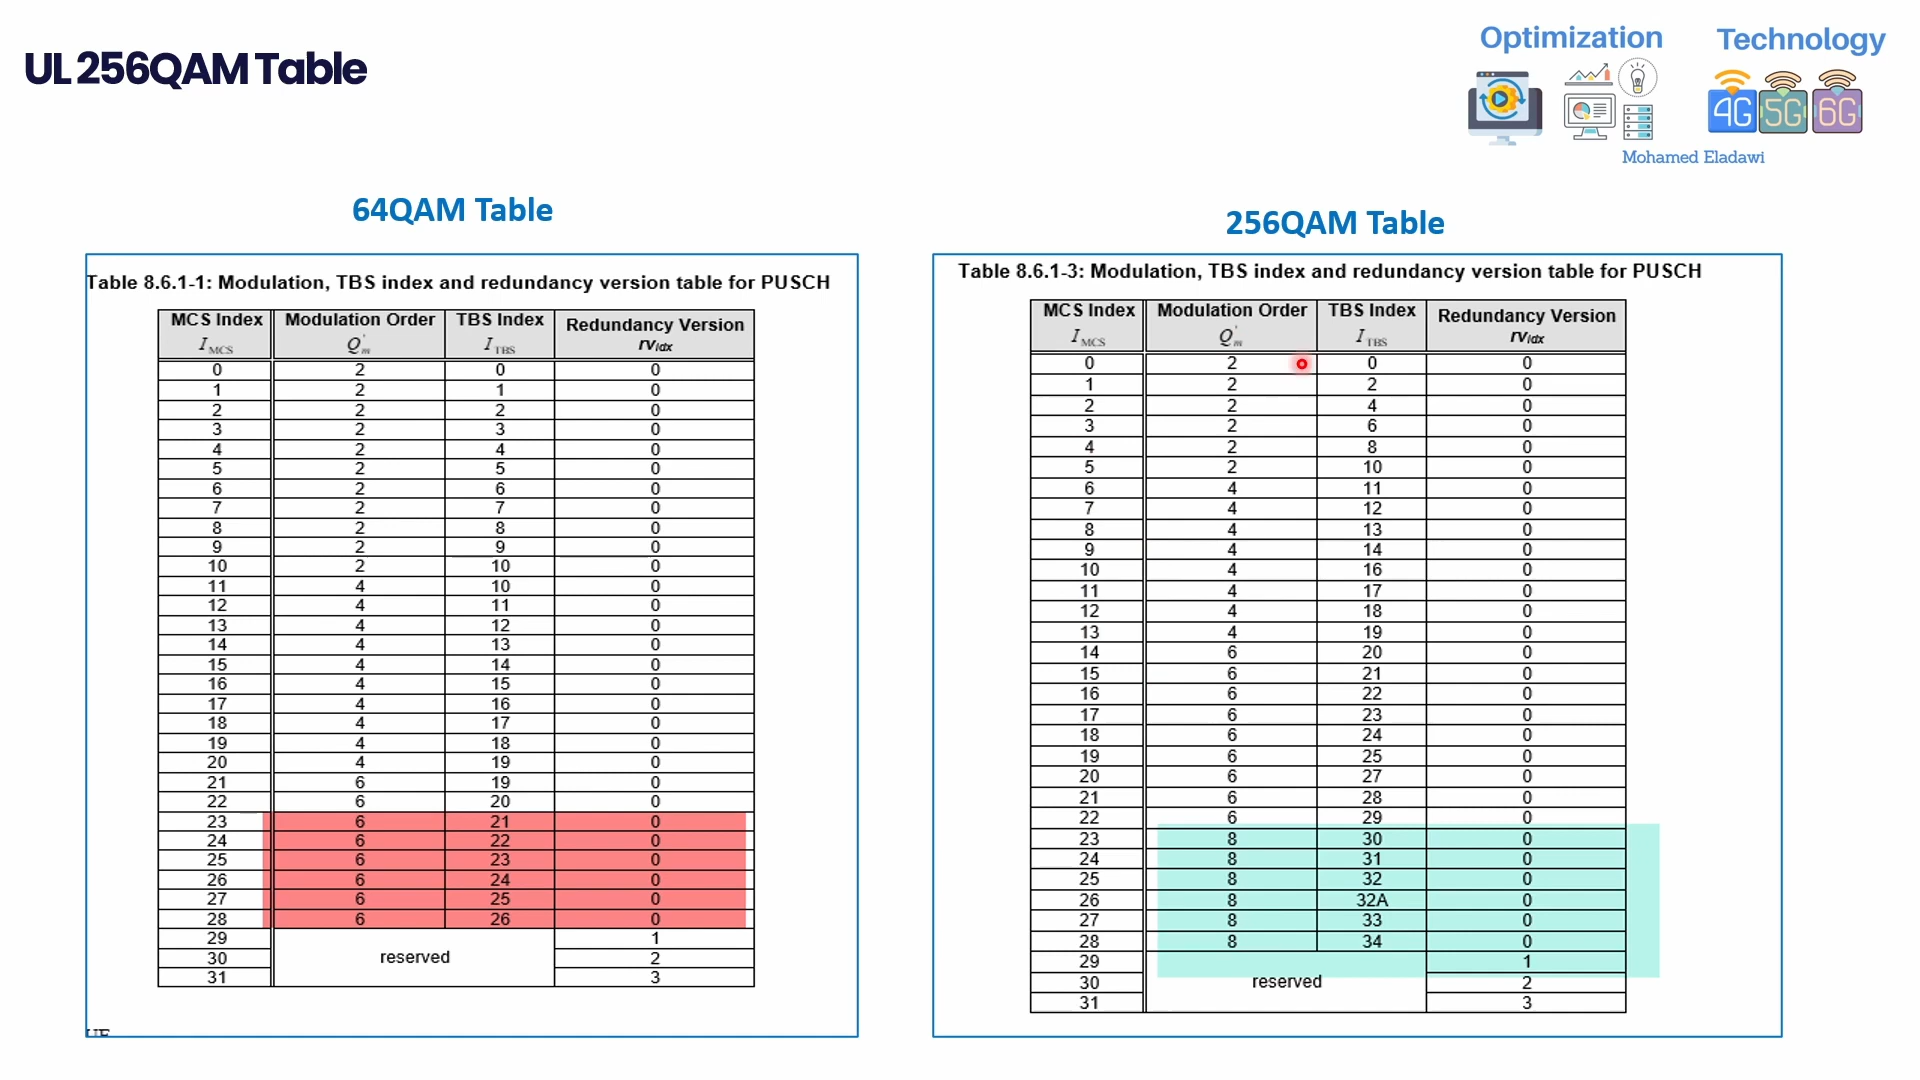 UL 256QAM Table
Optimization
Technology
4G 5G 6G
Mohamed Eladawi
64QAM Table
Table 8.6.1-1: Modulation, TBS index and redundancy version table for PUSCH
MCS Index Modulation Order TBS Index Redundancy Version
I MCS Q'm I TBS rvidx
0 2 0 0
1 2 1 0
2 2 2 0
3 2 3 0
4 2 4 0
5 2 5 0
6 2 6 0
7 2 7 0
8 2 8 0
9 2 9 0
10 2 10 0
11 4 10 0
12 4 11 0
13 4 12 0
14 4 13 0
15 4 14 0
16 4 15 0
17 4 16 0
18 4 17 0
19 4 18 0
20 4 19 0
21 6 19 0
22 6 20 0
23 6 21 0
24 6 22 0
25 6 23 0
26 6 24 0
27 6 25 0
28 6 26 0
29 1
30 reserved 2
31 3
256QAM Table
Table 8.6.1-3: Modulation, TBS index and redundancy version table for PUSCH
MCS Index Modulation Order TBS Index Redundancy Version
I MCS Q'm I TBS rvidx
0 2 0 0
1 2 2 0
2 2 4 0
3 2 6 0
4 2 8 0
5 2 10 0
6 4 11 0
7 4 12 0
8 4 13 0
9 4 14 0
10 4 16 0
11 4 17 0
12 4 18 0
13 4 19 0
14 6 20 0
15 6 21 0
16 6 22 0
17 6 23 0
18 6 24 0
19 6 25 0
20 6 27 0
21 6 28 0
22 6 29 0
23 8 30 0
24 8 31 0
25 8 32 0
26 8 32A 0
27 8 33 0
28 8 34 0
29 1
30 reserved 2
31 3